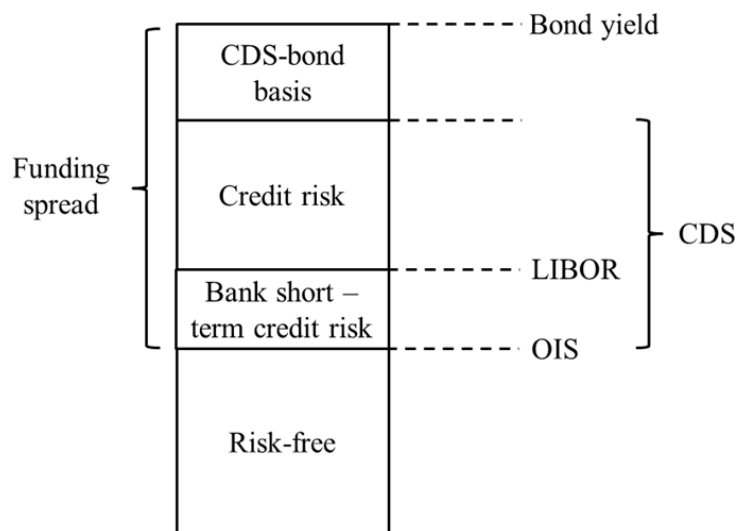 Bond yield
CDS-bond
basis
Funding
spread
Credit risk
CDS
LIBOR
Bank short –
term credit risk
OIS
Risk-free